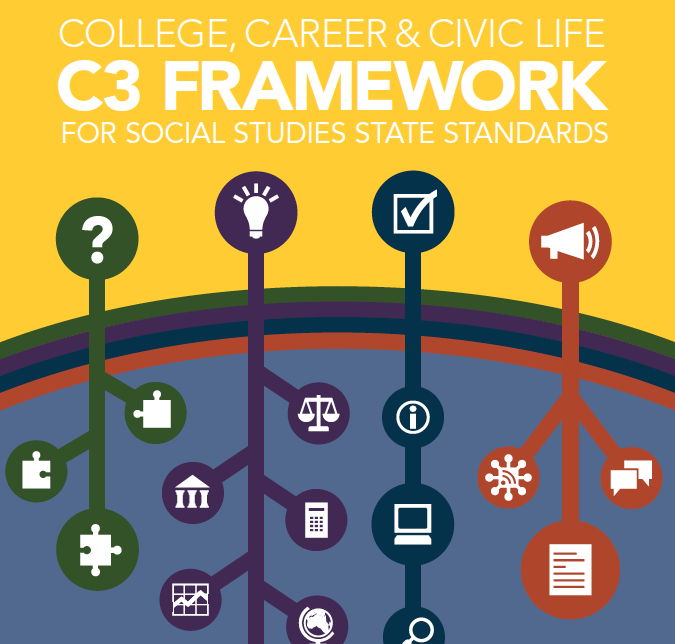 COLLEGE, CAREER & CIVIC LIFE
C3 FRAMEWORK
FOR SOCIAL STUDIES STATE STANDARDS